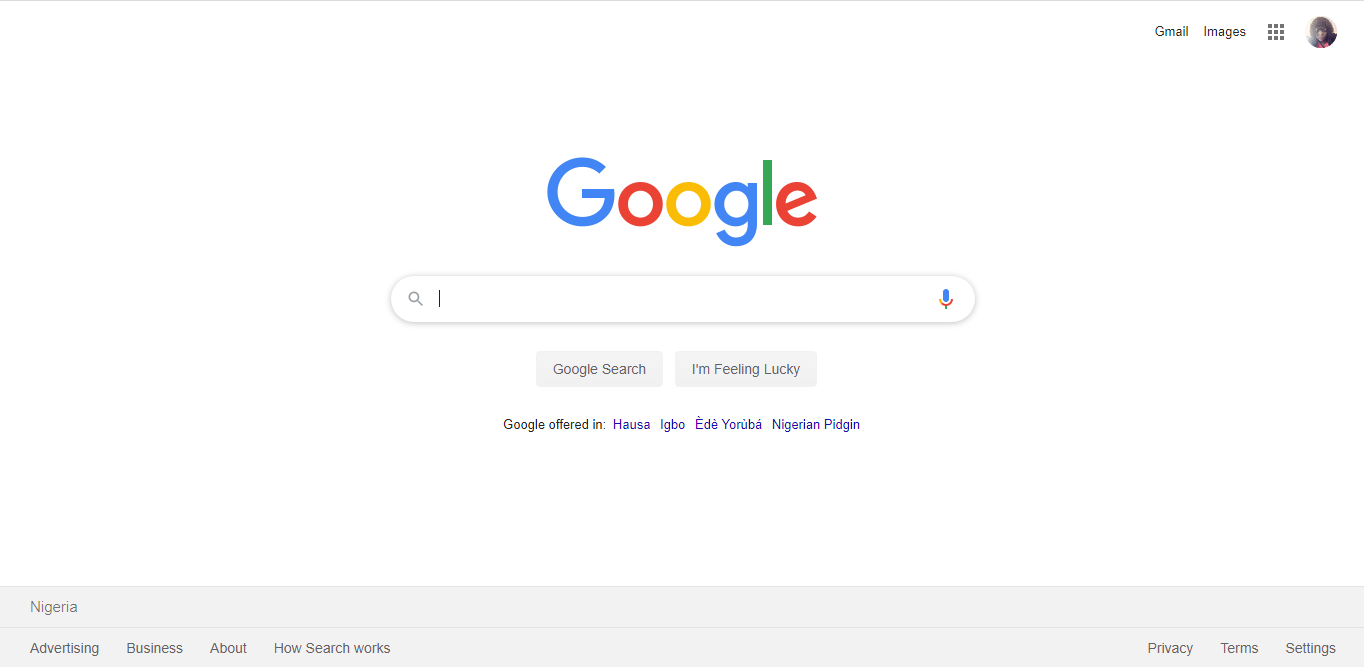 Gmail Images
Google
Google Search I'm Feeling Lucky
Google offered in: Hausa Igbo Èdè Yorùbá Nigerian Pidgin
Nigeria
Advertising Business About How Search works Privacy Terms Settings